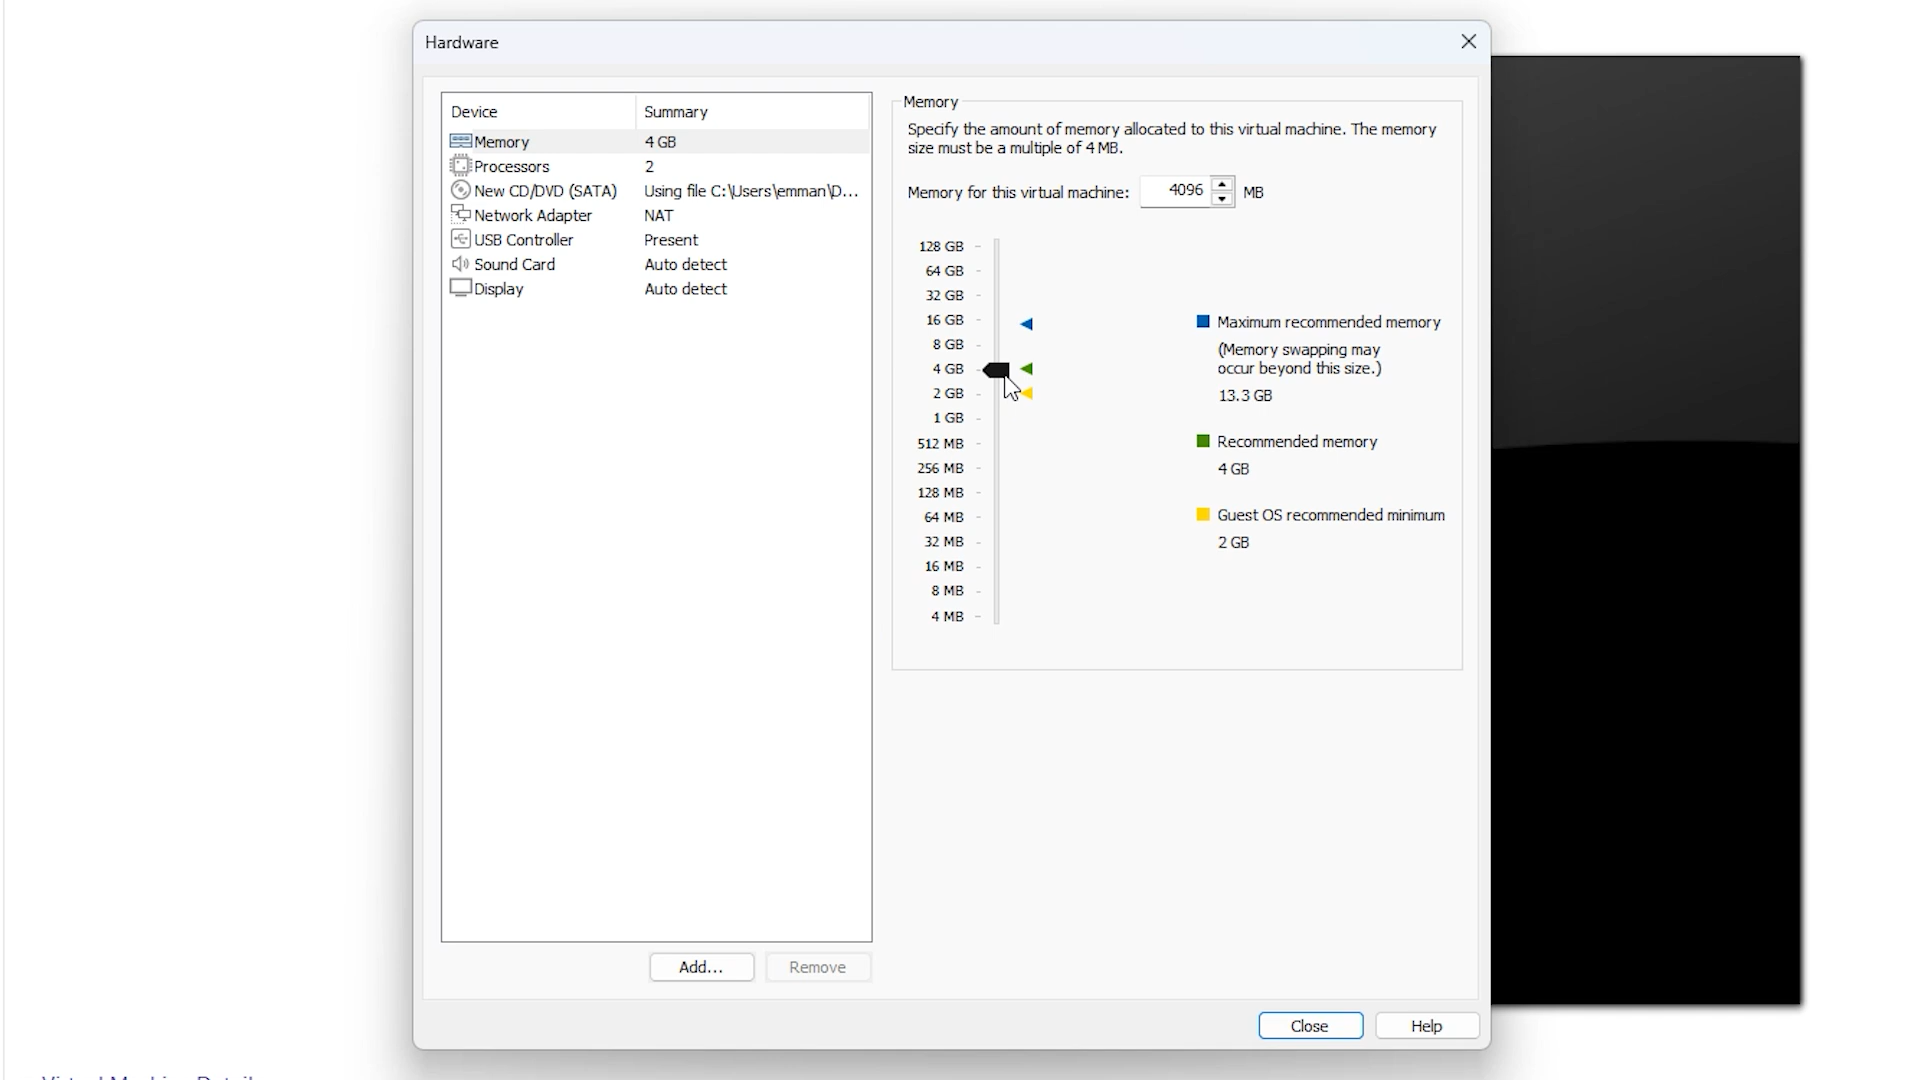 Hardware
Device Summary
Memory 4 GB
Processors 2
New CD/DVD (SATA) Using file C:\Users\emman\D...
Network Adapter NAT
USB Controller Present
Sound Card Auto detect
Display Auto detect
Add...
Remove
Memory
Specify the amount of memory allocated to this virtual machine. The memory
size must be a multiple of 4 MB.
Memory for this virtual machine: 4096 MB
128 GB
64 GB
32 GB
16 GB
8 GB
4 GB
2 GB
1 GB
512 MB
256 MB
128 MB
64 MB
32 MB
16 MB
8 MB
4 MB
Maximum recommended memory
(Memory swapping may
occur beyond this size.)
13.3 GB
Recommended memory
4 GB
Guest OS recommended minimum
2 GB
Close
Help
Virtual Machine Detail